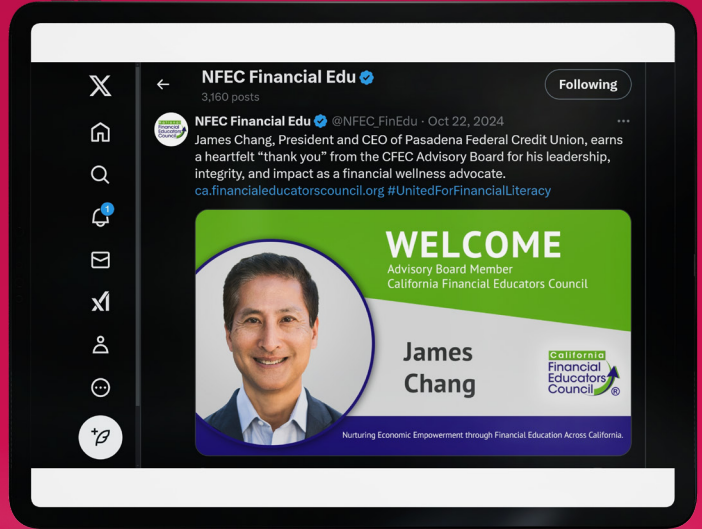 NFEC Financial Edu
3,160 posts
Following
1
NFEC Financial Edu @NFEC_FinEdu · Oct 22, 2024
James Chang, President and CEO of Pasadena Federal Credit Union, earns
a heartfelt “thank you” from the CFEC Advisory Board for his leadership,
integrity, and impact as a financial wellness advocate.
ca.financialeducatorscouncil.org #UnitedForFinancialLiteracy
WELCOME
Advisory Board Member
California Financial Educators Council
James
Chang
California
Financial
Educators
Council ®
Nurturing Economic Empowerment through Financial Education Across California.